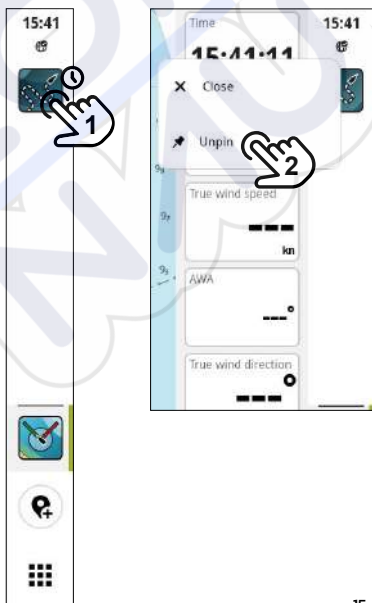 15:41
1
Time
15:41:11
15:41
Close
Unpin
2
True wind speed
---
kn
AWA
---°
True wind direction
---°